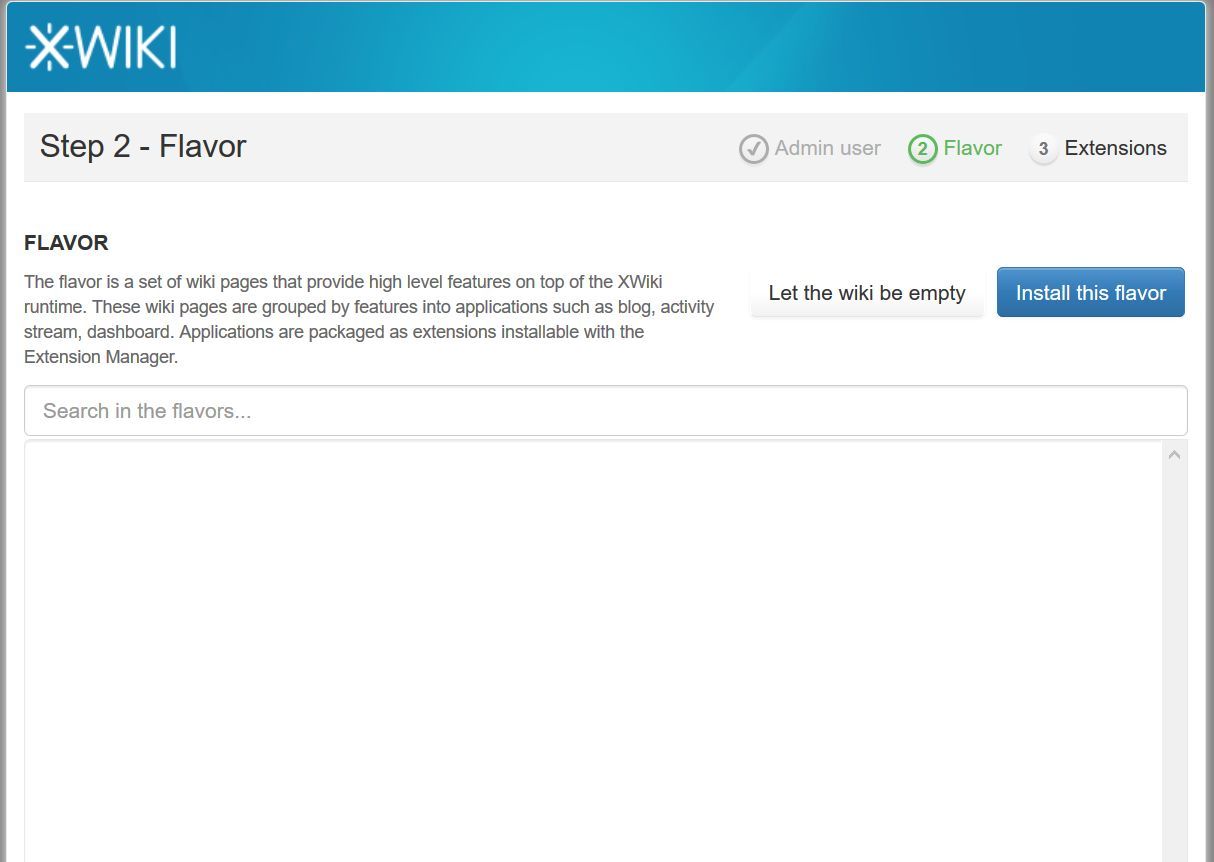 XWIKI
Step 2 - Flavor
Admin user
2 Flavor
3 Extensions
FLAVOR
The flavor is a set of wiki pages that provide high level features on top of the XWiki
runtime. These wiki pages are grouped by features into applications such as blog, activity
stream, dashboard. Applications are packaged as extensions installable with the
Extension Manager.
Let the wiki be empty
Install this flavor
Search in the flavors...